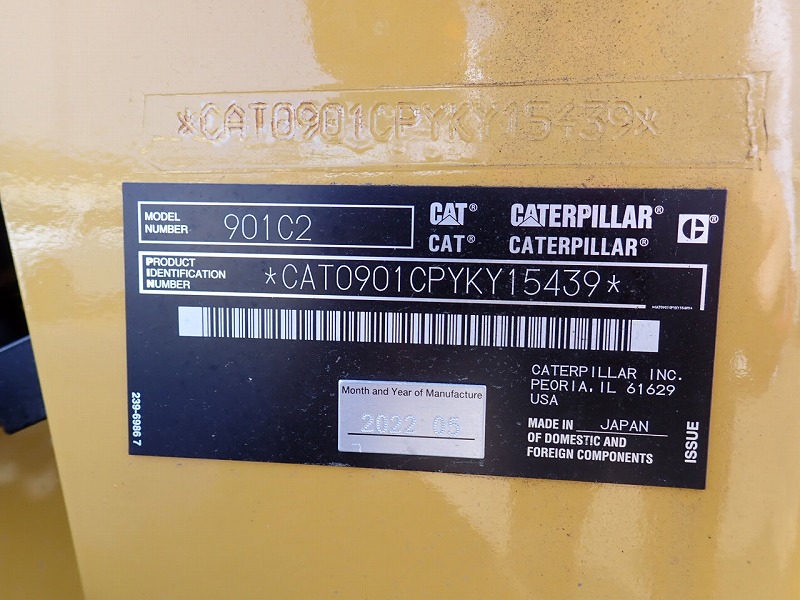 *CAT0901CPYKY15439*
MODEL NUMBER 901C2
CAT® CATERPILLAR® C®
CAT® CATERPILLAR®
PRODUCT IDENTIFICATION NUMBER *CAT0901CPYKY15439*
*CAT0901CPYKY15439*
CATERPILLAR INC.
PEORIA, IL 61629
USA
Month and Year of Manufacture
2022 05
MADE IN JAPAN
OF DOMESTIC AND
FOREIGN COMPONENTS
239-6986 7
ISSUE